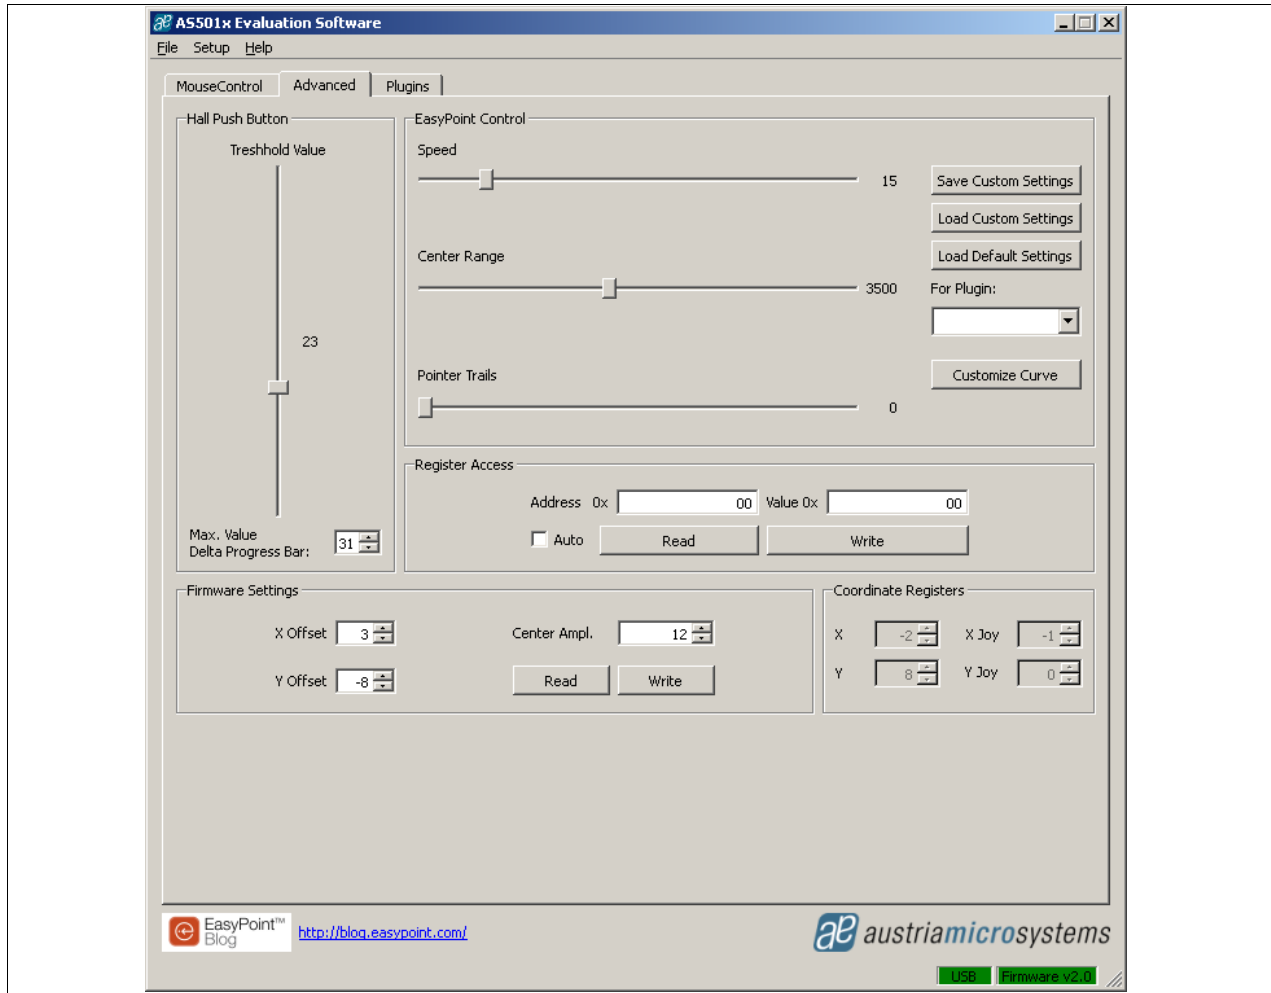 AS501x Evaluation Software
File Setup Help
MouseControl Advanced Plugins
Hall Push Button
Treshhold Value
23
Max. Value
Delta Progress Bar: 31
EasyPoint Control
Speed
15
Center Range
3500
Pointer Trails
0
Save Custom Settings
Load Custom Settings
Load Default Settings
For Plugin:
Customize Curve
Register Access
Address 0x 00 Value 0x 00
Auto Read Write
Firmware Settings
X Offset 3 Center Ampl. 12
Y Offset -8 Read Write
Coordinate Registers
X -2 X Joy -1
Y 8 Y Joy 0
EasyPoint™
Blog
http://blog.easypoint.com/
ae austriamicrosystems
USB Firmware v2.0